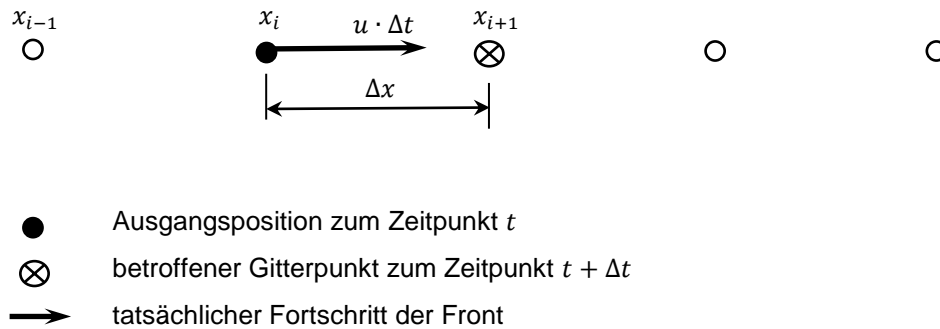 x_{i−1} x_i x_{i+1}
u · Δt
Δx
Ausgangsposition zum Zeitpunkt t
betroffener Gitterpunkt zum Zeitpunkt t + Δt
tatsächlicher Fortschritt der Front